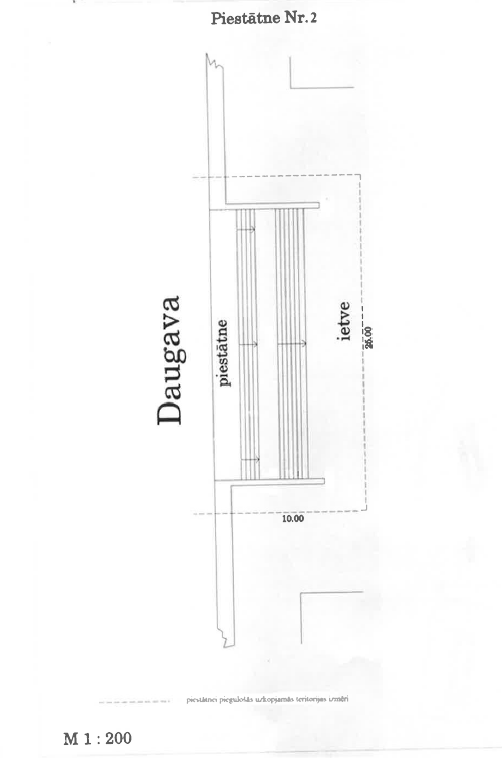 Piestātne Nr. 2
Daugava
piestātne
ietve
26.00
10.00
piestātnei piegulošās uzkopjamās teritorijas izmēri
M 1 : 200